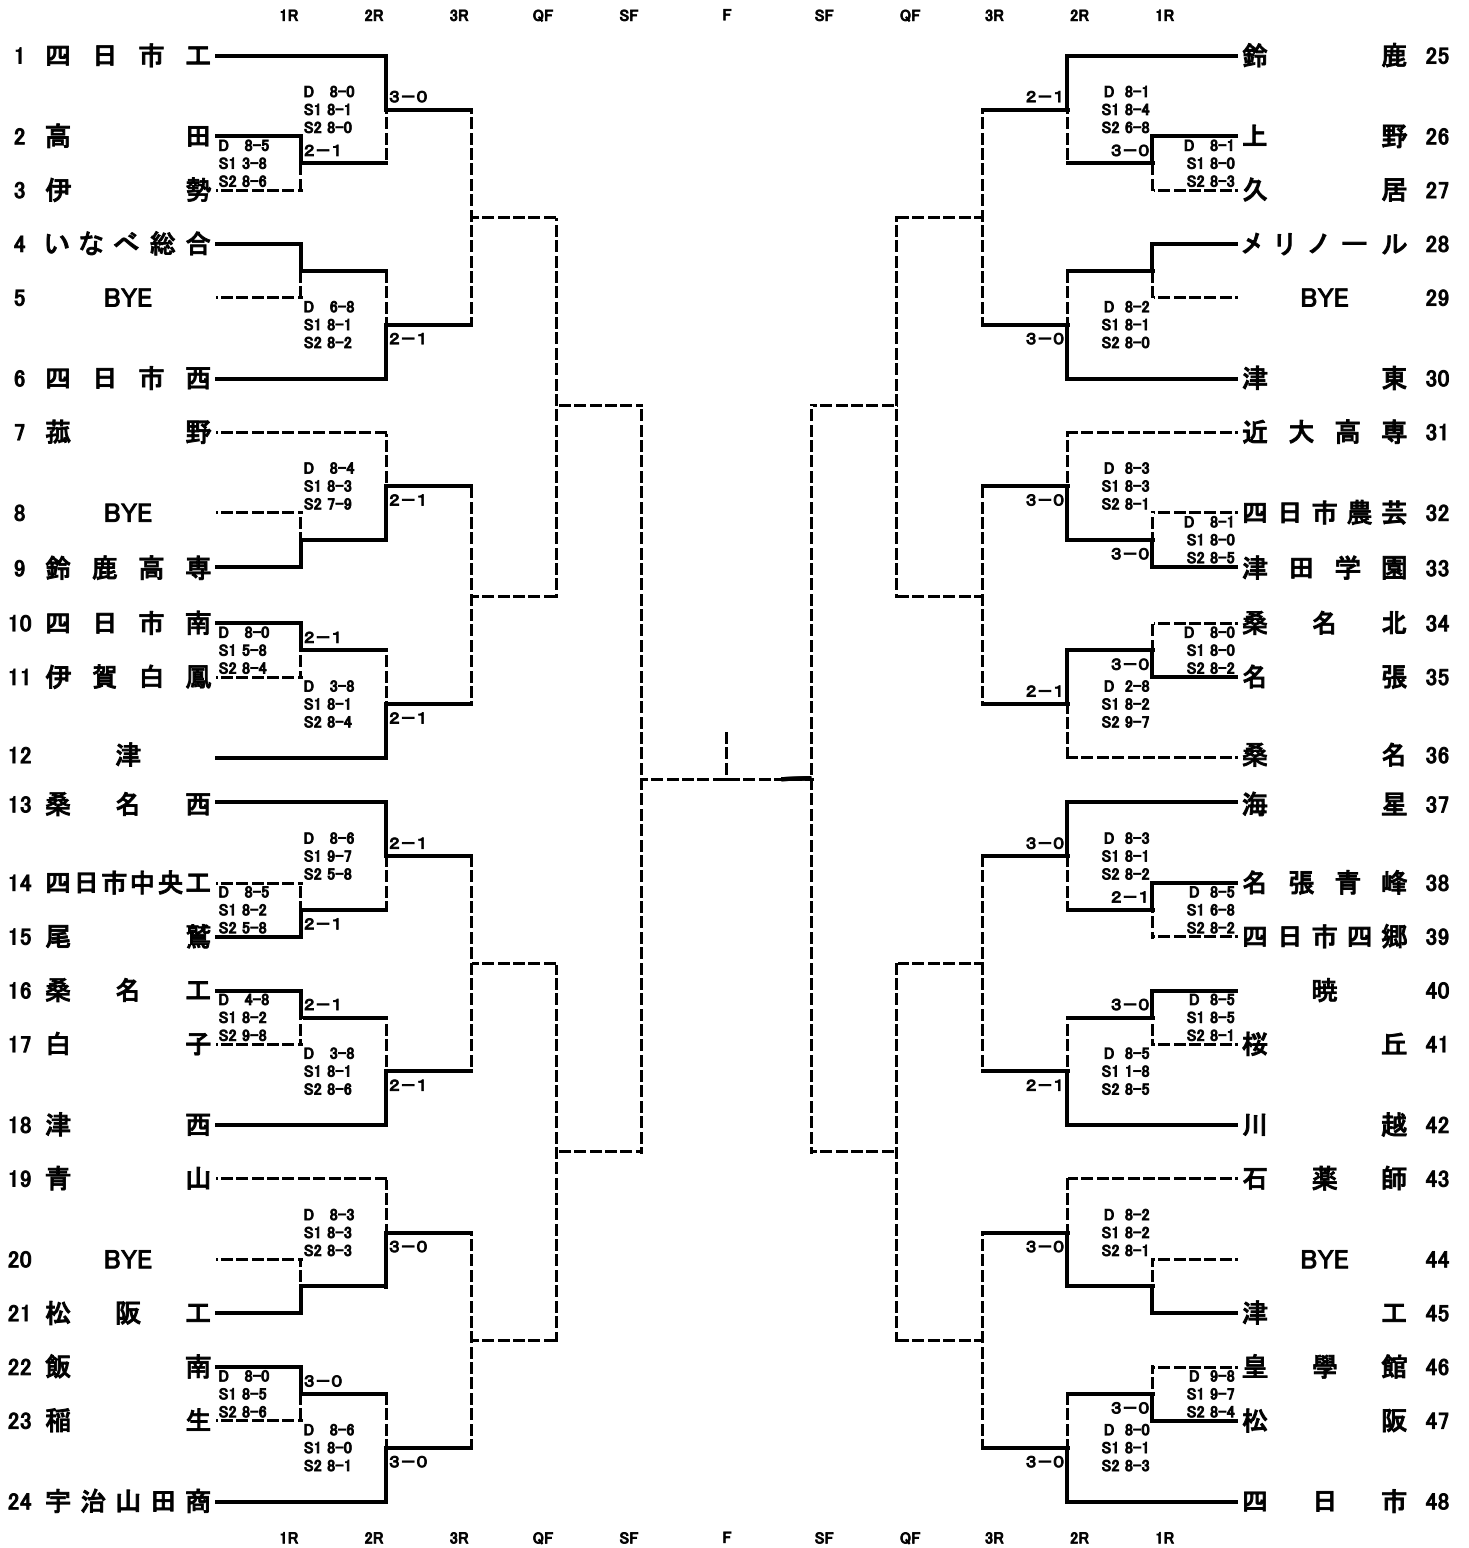 1R 2R 3R QF SF F SF QF 3R 2R 1R
1 四日市工
D 8-0
S1 8-1
S2 8-0
3-0
2 高田
D 8-5
S1 3-8
S2 8-6
2-1
3 伊勢
4 いなべ総合
5 BYE
D 6-8
S1 8-1
S2 8-2
2-1
6 四日市西
7 菰野
D 8-4
S1 8-3
S2 7-9
2-1
8 BYE
9 鈴鹿高専
10 四日市南
D 8-0
S1 5-8
S2 8-4
2-1
11 伊賀白鳳
D 3-8
S1 8-1
S2 8-4
2-1
12 津
13 桑名西
D 8-6
S1 9-7
S2 5-8
2-1
14 四日市中央工
D 8-5
S1 8-2
S2 5-8
2-1
15 尾鷲
16 桑名工
D 4-8
S1 8-2
S2 9-8
2-1
17 白子
D 3-8
S1 8-1
S2 8-6
2-1
18 津西
19 青山
D 8-3
S1 8-3
S2 8-3
3-0
20 BYE
21 松阪工
22 飯南
D 8-0
S1 8-5
S2 8-6
3-0
23 稲生
D 8-6
S1 8-0
S2 8-1
3-0
24 宇治山田商
鈴鹿 25
2-1
D 8-1
S1 8-4
S2 6-8
上野 26
3-0
D 8-1
S1 8-0
S2 8-3
久居 27
メリノール 28
BYE 29
D 8-2
S1 8-1
S2 8-0
3-0
津東 30
近大高専 31
D 8-3
S1 8-3
S2 8-1
3-0
四日市農芸 32
D 8-1
S1 8-0
S2 8-5
3-0
津田学園 33
桑名北 34
D 8-0
S1 8-0
S2 8-2
3-0
名張 35
D 2-8
S1 8-2
S2 9-7
2-1
桑名 36
海星 37
3-0
D 8-3
S1 8-1
S2 8-2
名張青峰 38
2-1
D 8-5
S1 6-8
S2 8-2
四日市四郷 39
暁 40
3-0
D 8-5
S1 8-5
S2 8-1
桜丘 41
D 8-5
S1 1-8
S2 8-5
2-1
川越 42
石薬師 43
D 8-2
S1 8-2
S2 8-1
3-0
BYE 44
津工 45
皇學館 46
D 9-8
S1 9-7
S2 8-4
3-0
松阪 47
D 8-0
S1 8-1
S2 8-3
3-0
四日市 48
1R 2R 3R QF SF F SF QF 3R 2R 1R